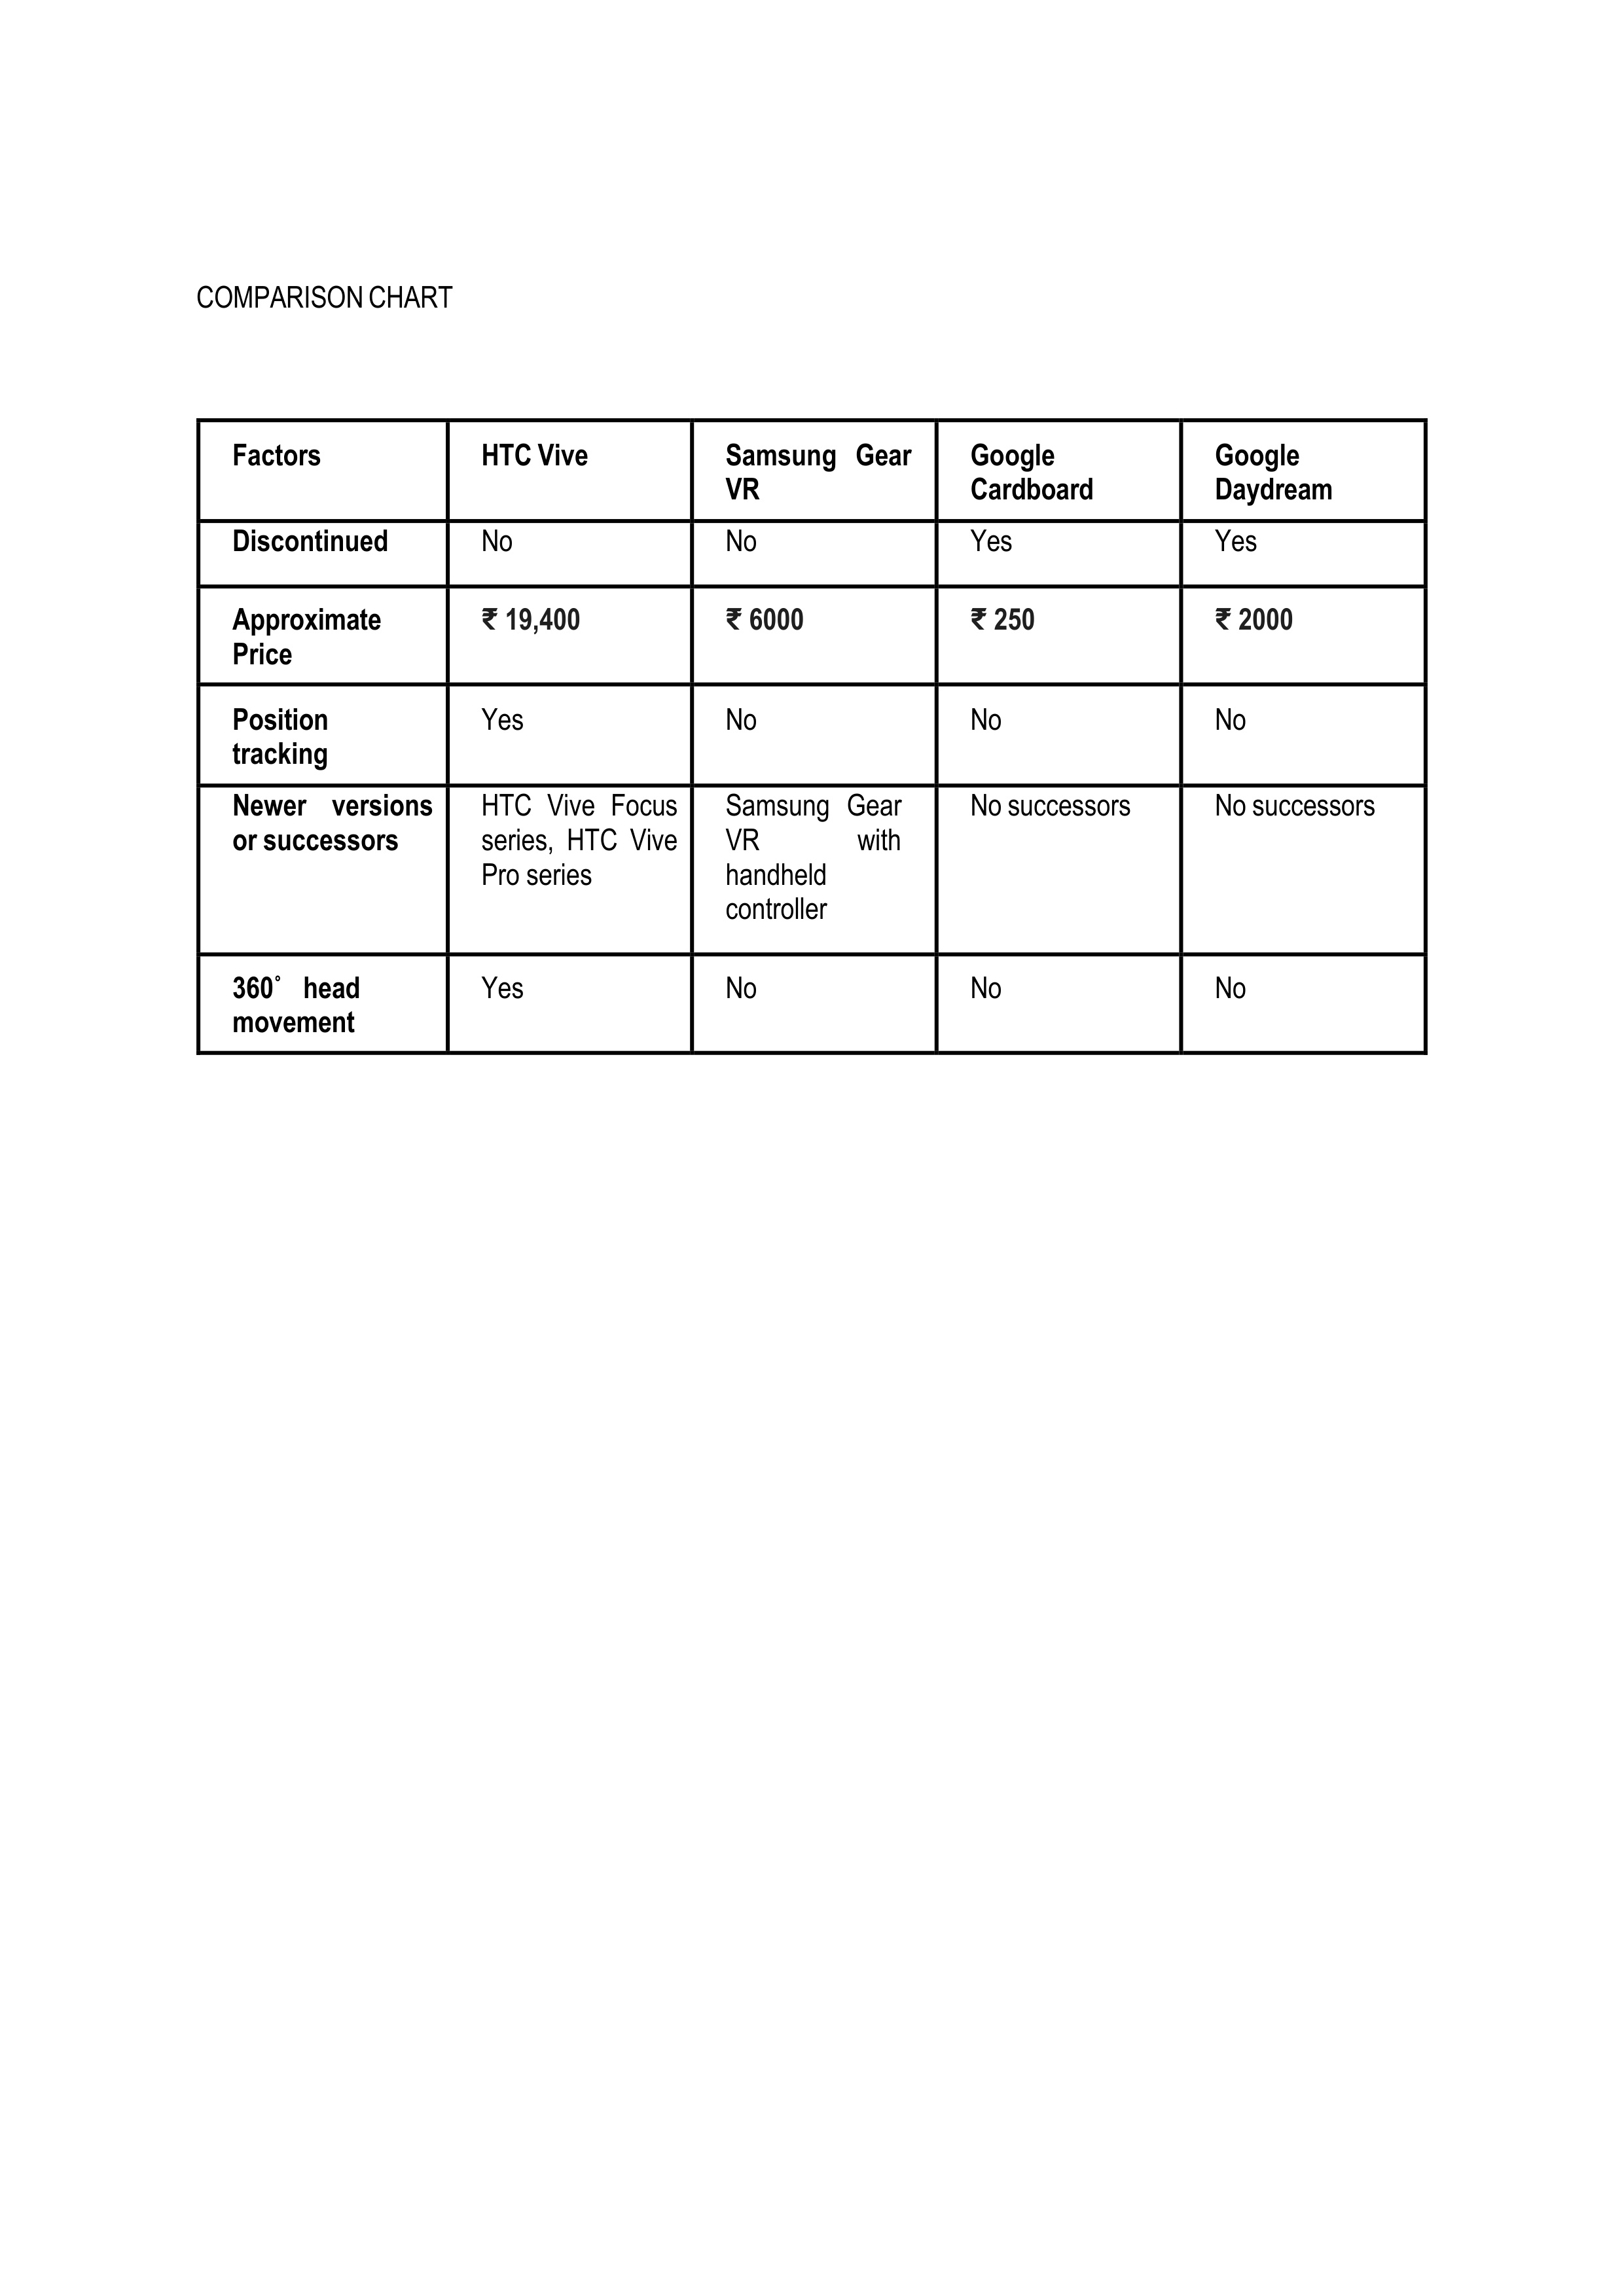 COMPARISON CHART
Factors HTC Vive Samsung Gear VR Google Cardboard Google Daydream
Discontinued No No Yes Yes
Approximate Price ₹ 19,400 ₹ 6000 ₹ 250 ₹ 2000
Position tracking Yes No No No
Newer versions or successors HTC Vive Focus series, HTC Vive Pro series Samsung Gear VR with handheld controller No successors No successors
360° head movement Yes No No No